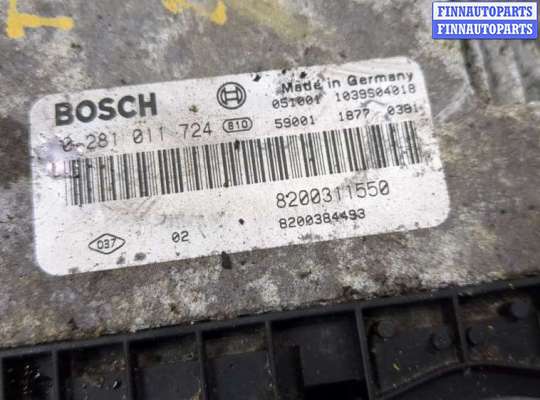 FINNAUTOPARTS
FINNAUTOPARTS
BOSCH
Made in Germany
0 281 011 724 810
051001 1039S04018
59001 1877 0381
8200311550
8200384493
037 02